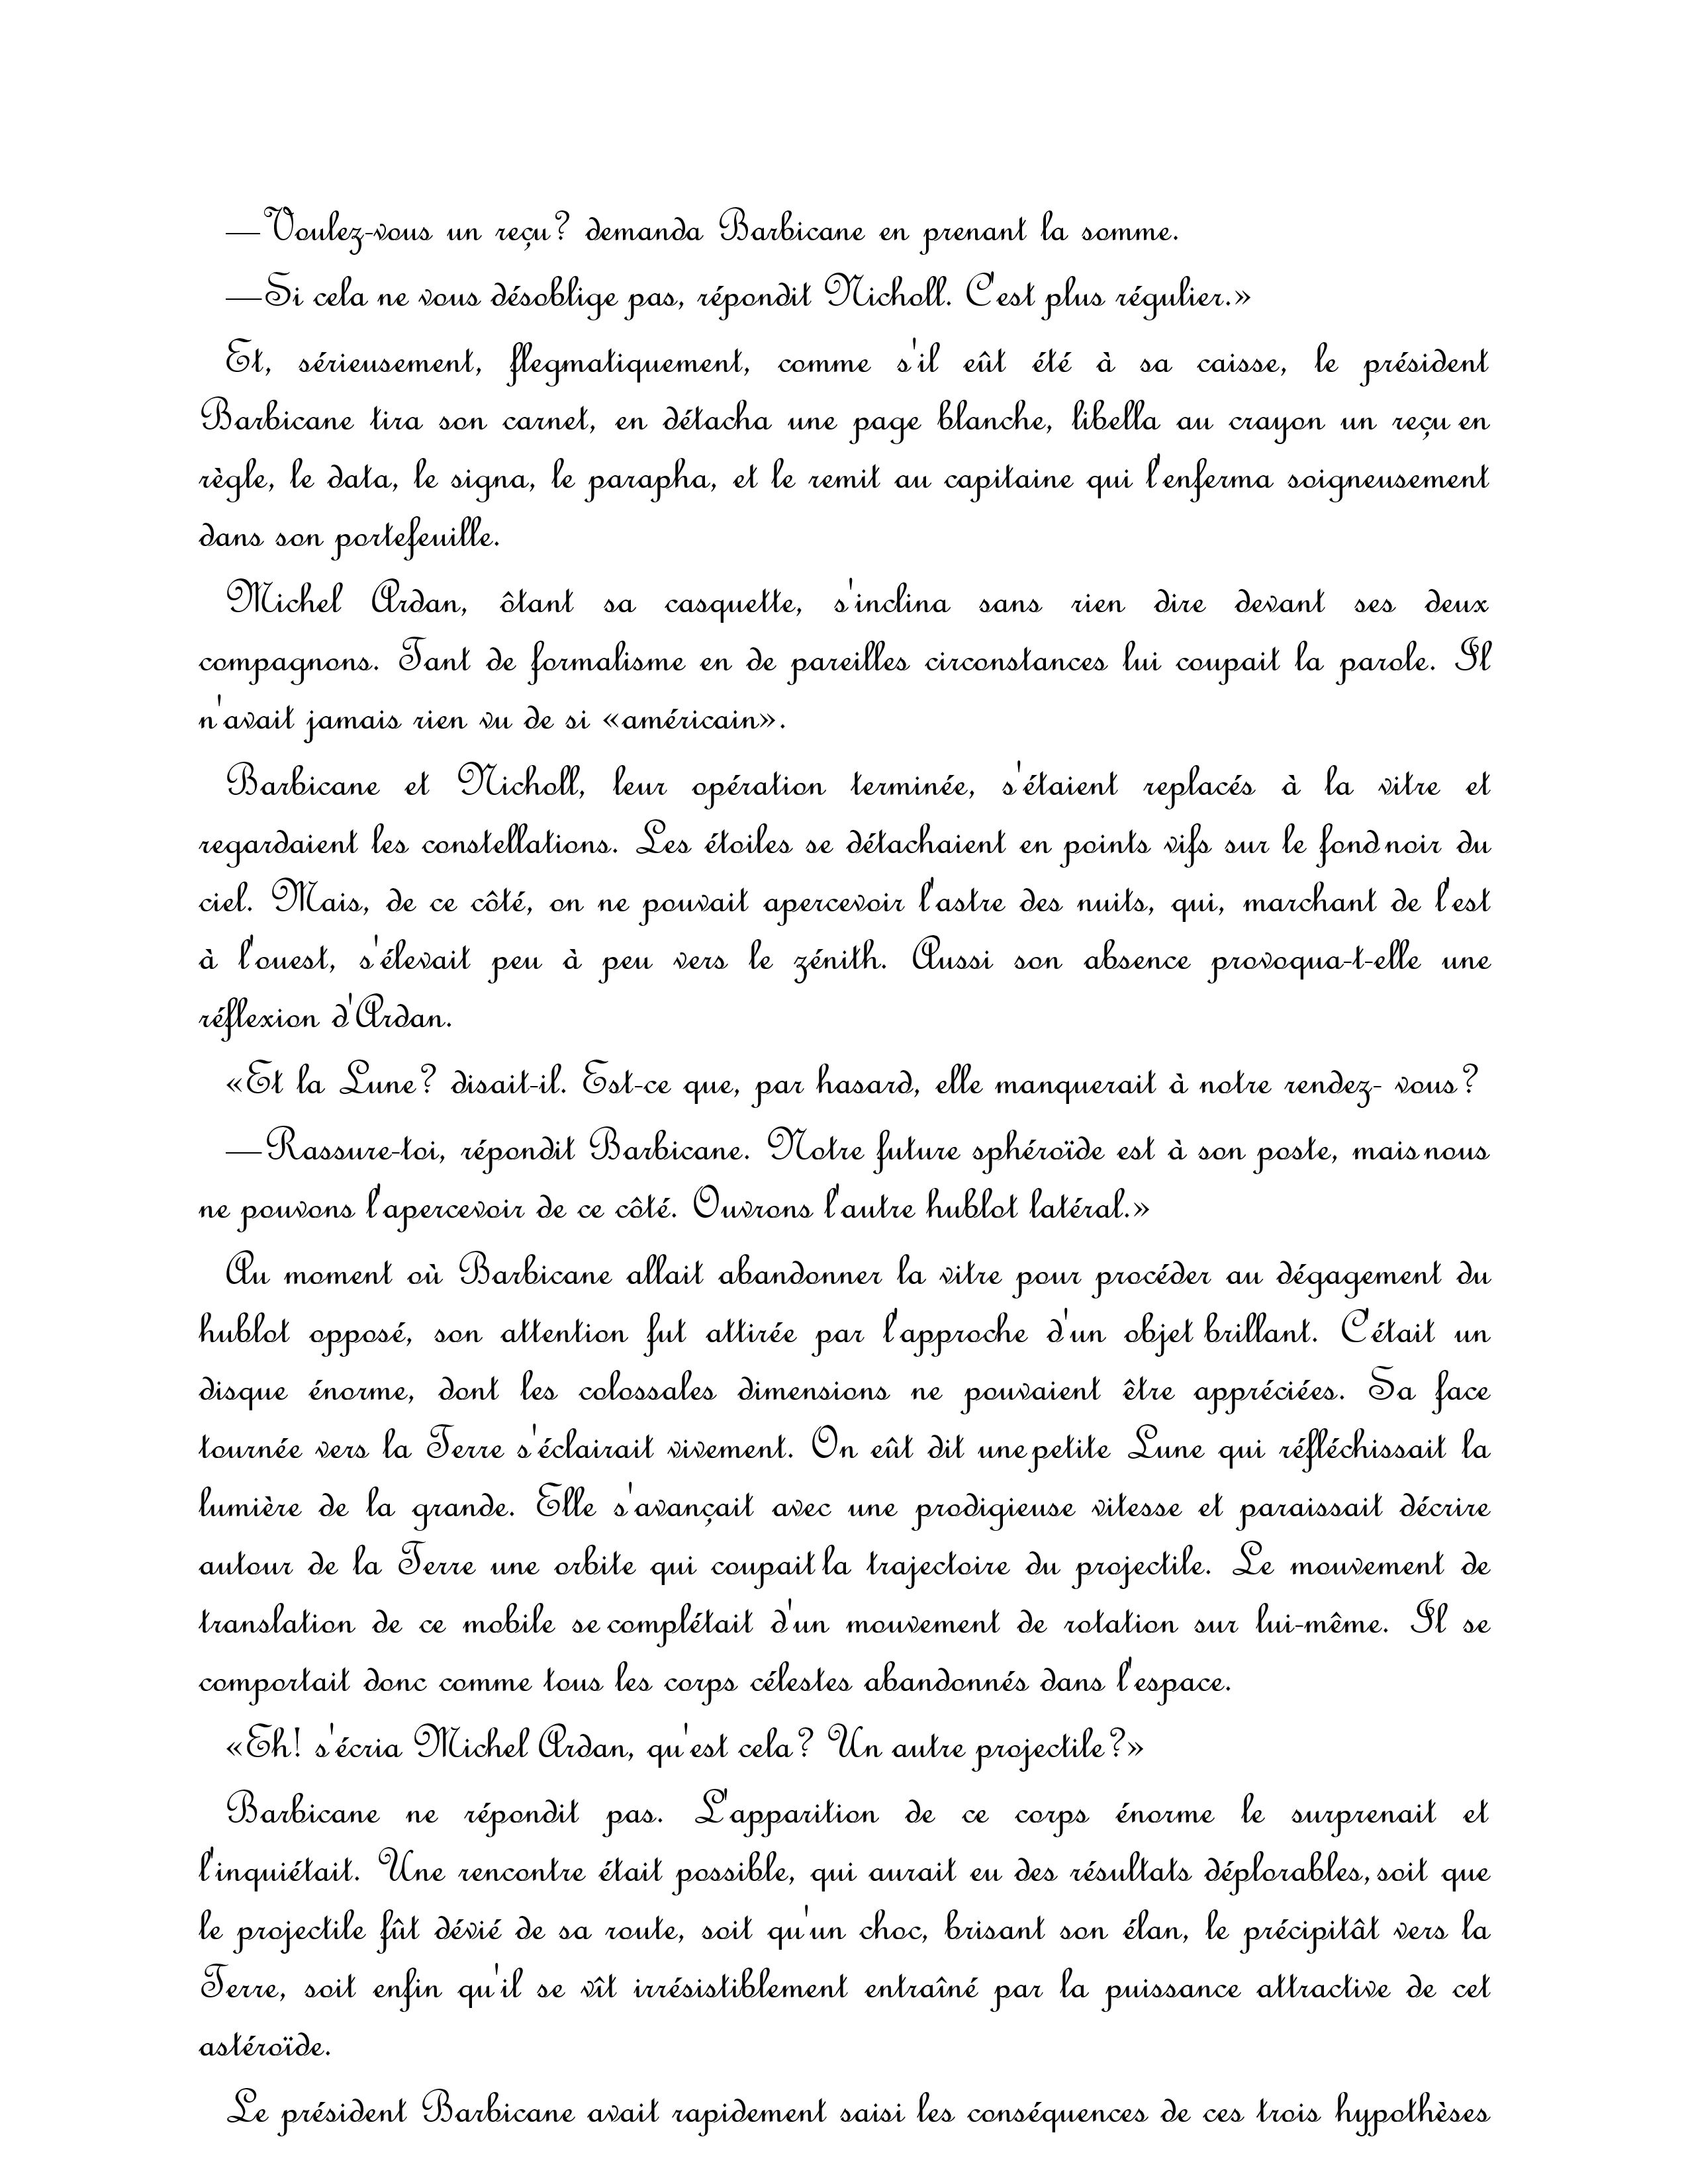 —Voulez-vous un reçu? demanda Barbicane en prenant la somme.
—Si cela ne vous désoblige pas, répondit Nicholl. C'est plus régulier.»
Et, sérieusement, flegmatiquement, comme s'il eût été à sa caisse, le président
Barbicane tira son carnet, en détacha une page blanche, libella au crayon un reçu en
règle, le data, le signa, le parapha, et le remit au capitaine qui l'enferma soigneusement
dans son portefeuille.
Michel Ardan, ôtant sa casquette, s'inclina sans rien dire devant ses deux
compagnons. Tant de formalisme en de pareilles circonstances lui coupait la parole. Il
n'avait jamais rien vu de si «américain».
Barbicane et Nicholl, leur opération terminée, s'étaient replacés à la vitre et
regardaient les constellations. Les étoiles se détachaient en points vifs sur le fond noir du
ciel. Mais, de ce côté, on ne pouvait apercevoir l'astre des nuits, qui, marchant de l'est
à l'ouest, s'élevait peu à peu vers le zénith. Aussi son absence provoqua-t-elle une
réflexion d'Ardan.
«Et la Lune? disait-il. Est-ce que, par hasard, elle manquerait à notre rendez- vous?
—Rassure-toi, répondit Barbicane. Notre future sphéroïde est à son poste, mais nous
ne pouvons l'apercevoir de ce côté. Ouvrons l'autre hublot latéral.»
Au moment où Barbicane allait abandonner la vitre pour procéder au dégagement du
hublot opposé, son attention fut attirée par l'approche d'un objet brillant. C'était un
disque énorme, dont les colossales dimensions ne pouvaient être appréciées. Sa face
tournée vers la Terre s'éclairait vivement. On eût dit une petite Lune qui réfléchissait la
lumière de la grande. Elle s'avançait avec une prodigieuse vitesse et paraissait décrire
autour de la Terre une orbite qui coupait la trajectoire du projectile. Le mouvement de
translation de ce mobile se complétait d'un mouvement de rotation sur lui-même. Il se
comportait donc comme tous les corps célestes abandonnés dans l'espace.
«Eh! s'écria Michel Ardan, qu'est cela? Un autre projectile?»
Barbicane ne répondit pas. L'apparition de ce corps énorme le surprenait et
l'inquiétait. Une rencontre était possible, qui aurait eu des résultats déplorables, soit que
le projectile fût dévié de sa route, soit qu'un choc, brisant son élan, le précipitât vers la
Terre, soit enfin qu'il se vît irrésistiblement entraîné par la puissance attractive de cet
astéroïde.
Le président Barbicane avait rapidement saisi les conséquences de ces trois hypothèses